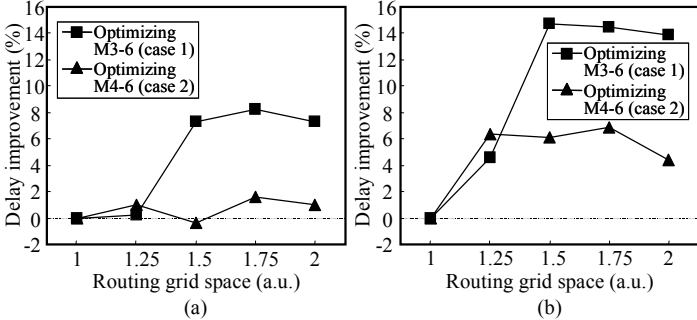 Delay improvement (%)
16
14
12
10
8
6
4
2
0
-2
Optimizing
M3-6 (case 1)
Optimizing
M4-6 (case 2)
1 1.25 1.5 1.75 2
Routing grid space (a.u.)
(a)
Delay improvement (%)
16
14
12
10
8
6
4
2
0
-2
Optimizing
M3-6 (case 1)
Optimizing
M4-6 (case 2)
1 1.25 1.5 1.75 2
Routing grid space (a.u.)
(b)